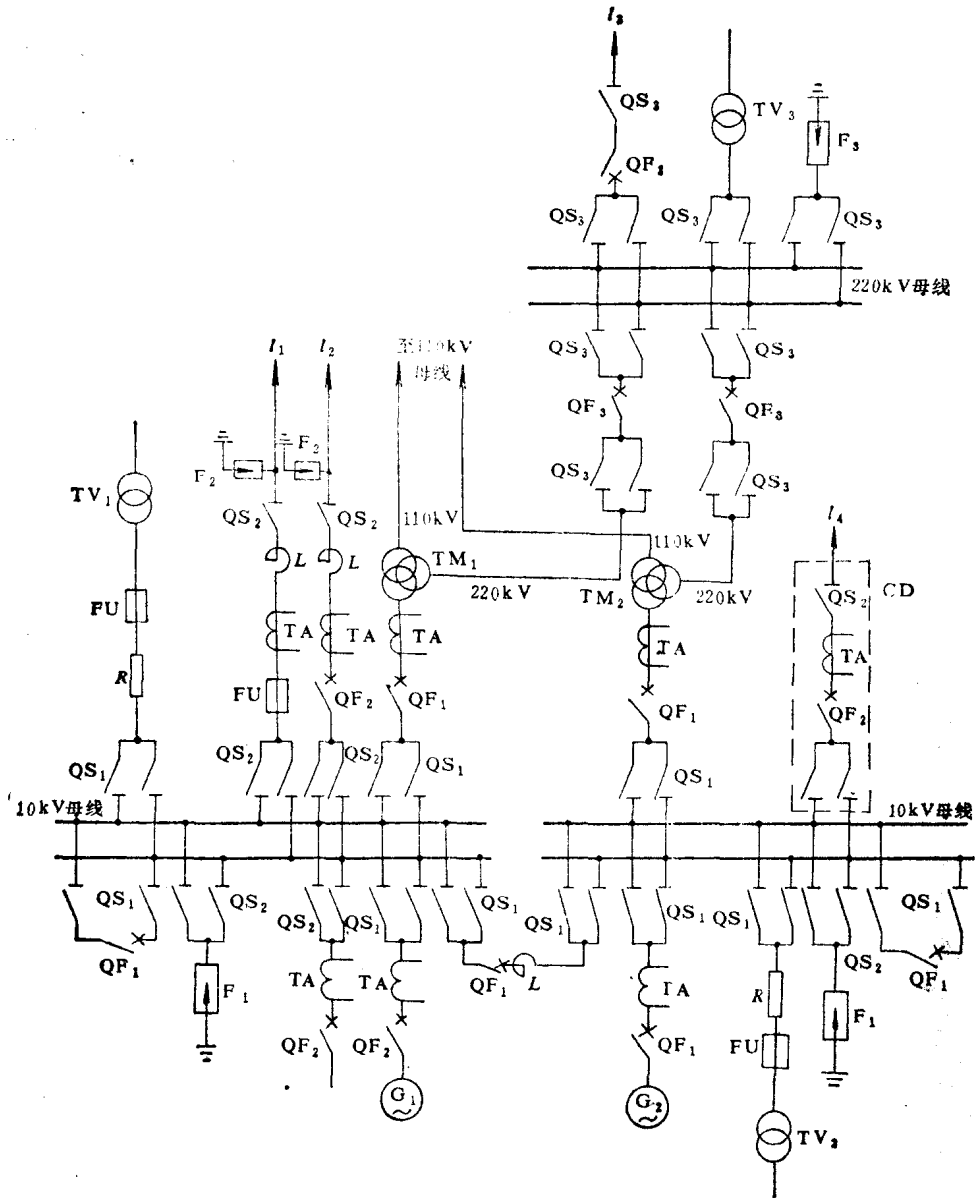 l₃
QS₃
TV₃
F₃
QF₃
QS₃
QS₃
QS₃
220kV母线
l₁
l₂
至110kV
母线
QS₃
QS₃
QF₃
QF₃
F₂
F₂
QS₃
QS₃
TV₁
QS₂
QS₂
110kV
110kV
l₄
L
L
TM₁
220kV
TM₂
220kV
CD
QS₂
FU
TA
TA
TA
TA
TA
R
FU
QF₂
QF₁
QF₁
QF₂
QS₁
QS₂
QS₂
QS₁
QS₁
10kV母线
10kV母线
QS₁
QS₂
QS₂
QS₁
QS₁
QS₁
QS₁
QS₁
QS₁
QF₁
QS₂
QF₁
F₁
TA
TA
QF₁
L
TA
R
F₁
QF₂
QF₂
QF₁
FU
G₁
~
G₂
~
TV₂